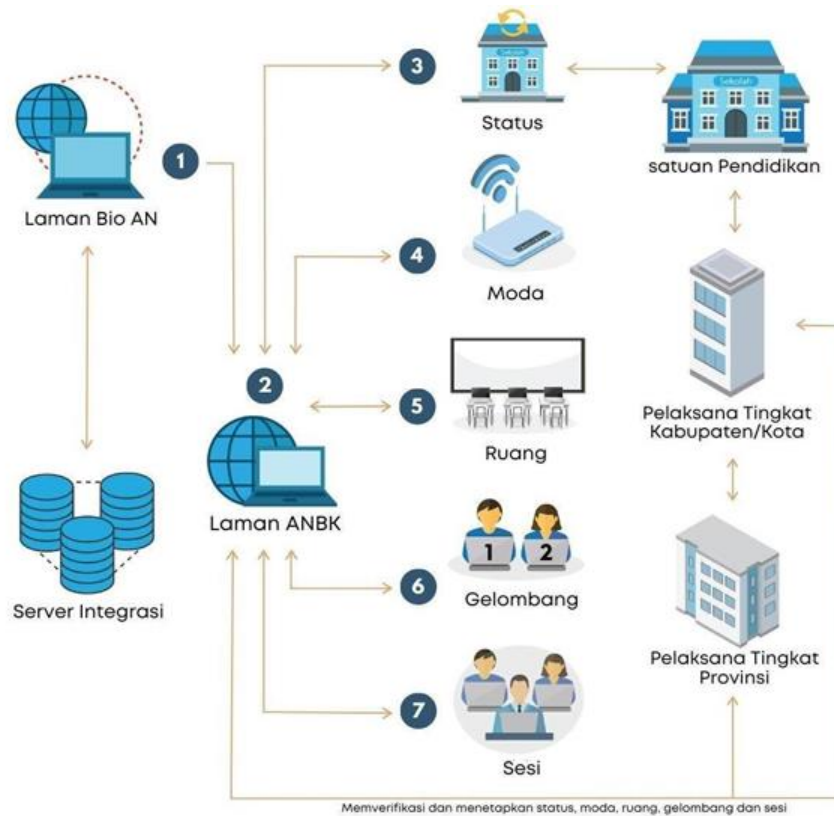 3
Sekolah
Status
Sekolah
satuan Pendidikan
1
Laman Bio AN
4
Moda
2
Laman ANBK
5
Ruang
Pelaksana Tingkat
Kabupaten/Kota
Server Integrasi
6
1 2
Gelombang
Pelaksana Tingkat
Provinsi
7
Sesi
Memverifikasi dan menetapkan status, moda, ruang, gelombang dan sesi